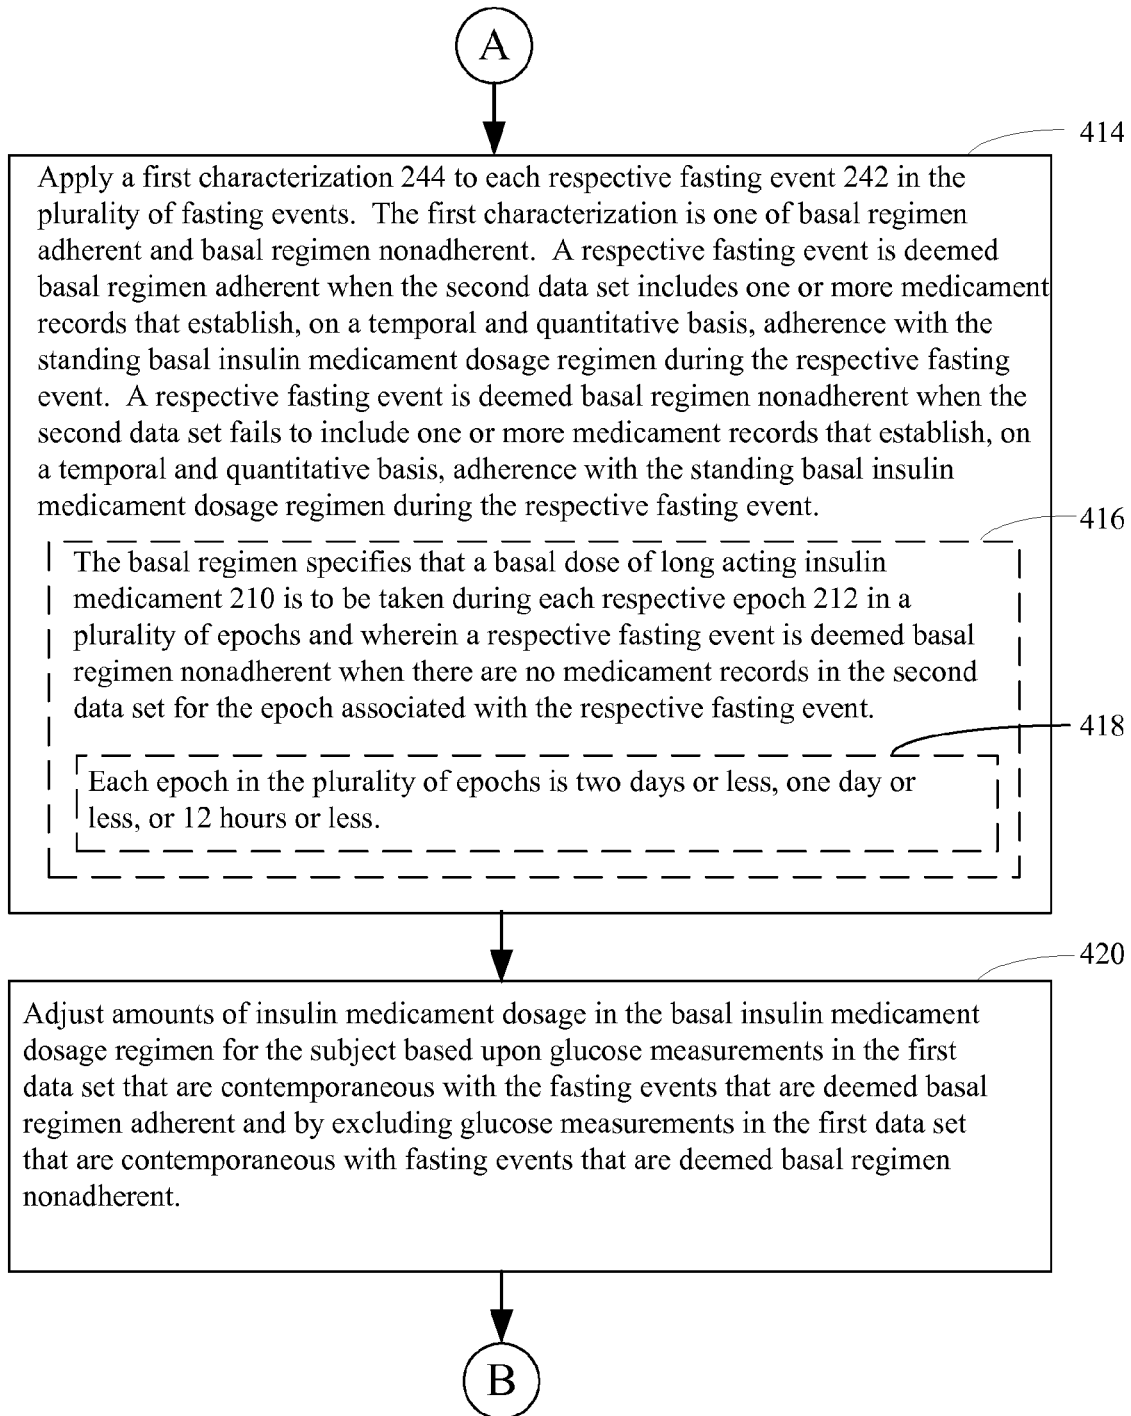 A
414
Apply a first characterization 244 to each respective fasting event 242 in the
plurality of fasting events.  The first characterization is one of basal regimen
adherent and basal regimen nonadherent.  A respective fasting event is deemed
basal regimen adherent when the second data set includes one or more medicament
records that establish, on a temporal and quantitative basis, adherence with the
standing basal insulin medicament dosage regimen during the respective fasting
event.  A respective fasting event is deemed basal regimen nonadherent when the
second data set fails to include one or more medicament records that establish, on
a temporal and quantitative basis, adherence with the standing basal insulin
medicament dosage regimen during the respective fasting event.
416
The basal regimen specifies that a basal dose of long acting insulin
medicament 210 is to be taken during each respective epoch 212 in a
plurality of epochs and wherein a respective fasting event is deemed basal
regimen nonadherent when there are no medicament records in the second
data set for the epoch associated with the respective fasting event.
418
Each epoch in the plurality of epochs is two days or less, one day or
less, or 12 hours or less.
420
Adjust amounts of insulin medicament dosage in the basal insulin medicament
dosage regimen for the subject based upon glucose measurements in the first
data set that are contemporaneous with the fasting events that are deemed basal
regimen adherent and by excluding glucose measurements in the first data set
that are contemporaneous with fasting events that are deemed basal regimen
nonadherent.
B